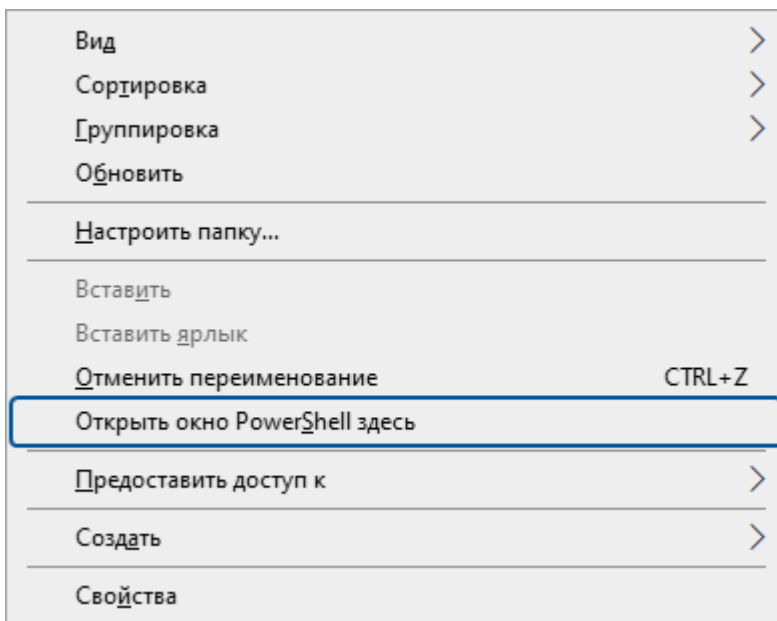 Вид
Сортировка
Группировка
Обновить
Настроить папку...
Вставить
Вставить ярлык
Отменить переименование CTRL+Z
Открыть окно PowerShell здесь
Предоставить доступ к
Создать
Свойства